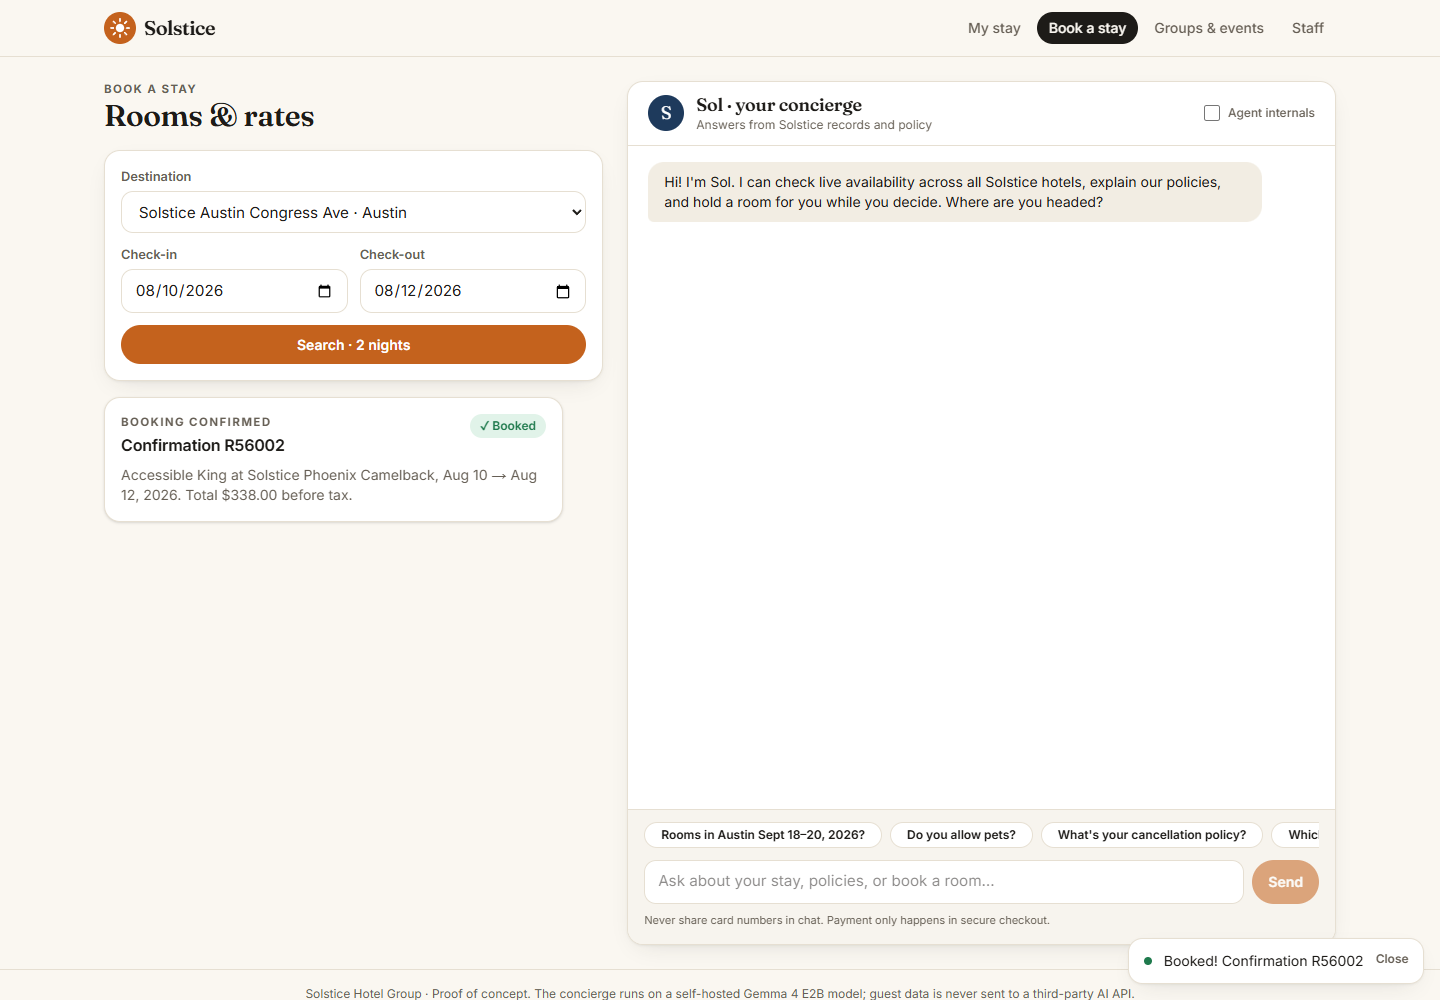 Solstice
My stay
Book a stay
Groups & events
Staff
BOOK A STAY
Rooms & rates
Destination
Solstice Austin Congress Ave · Austin
Check-in
Check-out
08/10/2026
08/12/2026
Search · 2 nights
BOOKING CONFIRMED
✓ Booked
Confirmation R56002
Accessible King at Solstice Phoenix Camelback, Aug 10 → Aug
12, 2026. Total $338.00 before tax.
S
Sol · your concierge
Answers from Solstice records and policy
Agent internals
Hi! I'm Sol. I can check live availability across all Solstice hotels, explain our policies,
and hold a room for you while you decide. Where are you headed?
Rooms in Austin Sept 18–20, 2026?
Do you allow pets?
What's your cancellation policy?
Ask about your stay, policies, or book a room...
Send
Never share card numbers in chat. Payment only happens in secure checkout.
Booked! Confirmation R56002
Close
Solstice Hotel Group · Proof of concept. The concierge runs on a self-hosted Gemma 4 E2B model; guest data is never sent to a third-party AI API.